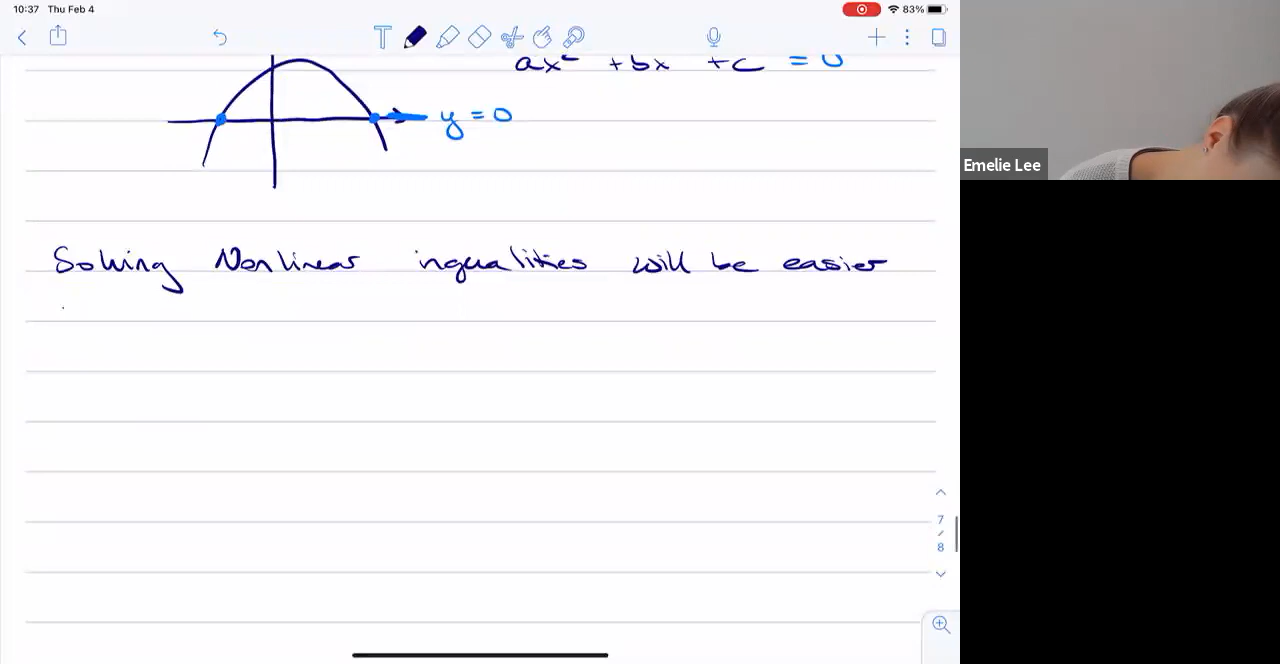 10:37 Thu Feb 4
83%
ax² +bx +c = 0
y = 0
Emelie Lee
Solving Nonlinear inqualities will be easier
7
/
8